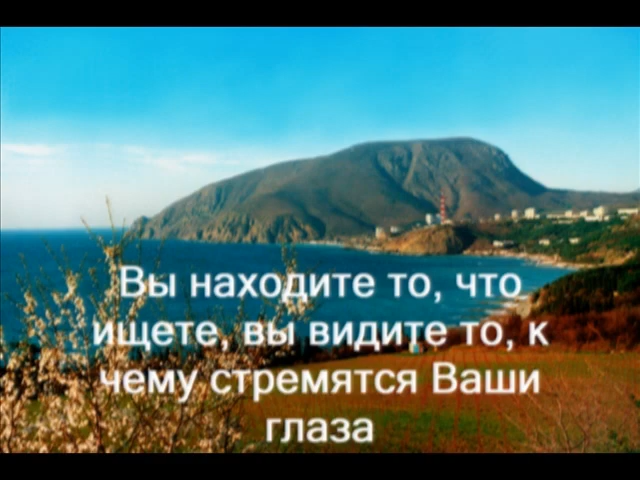 Вы находите то, что
ищете, вы видите то, к
чему стремятся Ваши
глаза